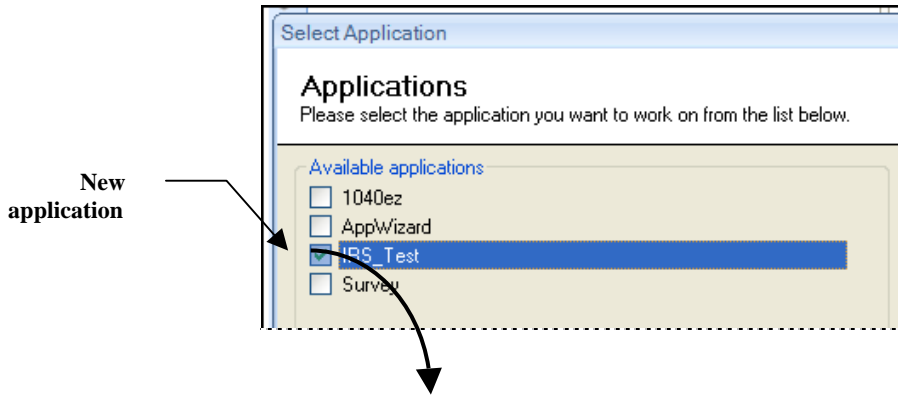 Select Application
Applications
Please select the application you want to work on from the list below.
Available applications
New
application
1040ez
AppWizard
IRS_Test
Survey